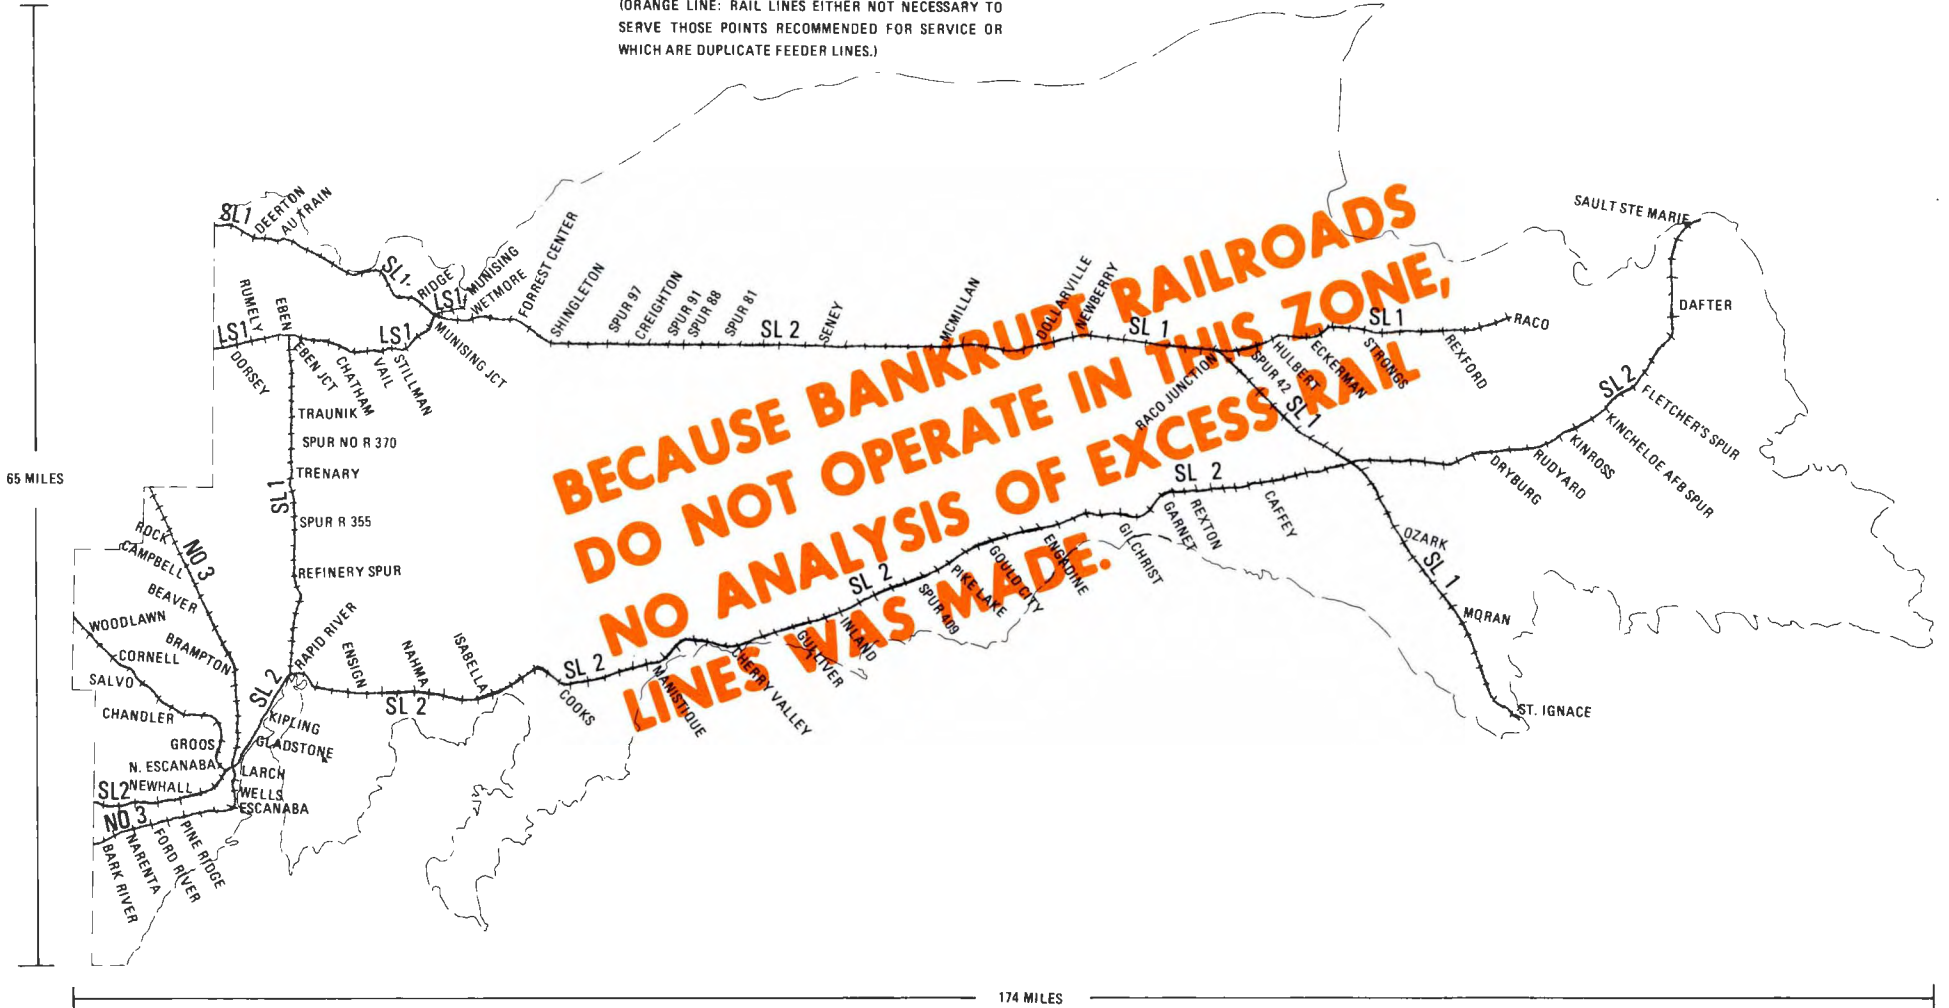 (ORANGE LINE: RAIL LINES EITHER NOT NECESSARY TO
SERVE THOSE POINTS RECOMMENDED FOR SERVICE OR
WHICH ARE DUPLICATE FEEDER LINES.)
BECAUSE BANKRUPT RAILROADS
DO NOT OPERATE IN THIS ZONE,
NO ANALYSIS OF EXCESS RAIL
LINES WAS MADE.
65 MILES
174 MILES
SL1
DEERTON
AU TRAIN
SL1
RIDGE
LS1
MUNISING
WETMORE
FORREST CENTER
SHINGLETON
SPUR 97
CREIGHTON
SPUR 91
SPUR 88
SPUR 81
SL 2
SENEY
MCMILLAN
DOLLARVILLE
NEWBERRY
SL 1
RACO JUNCTION
SPUR 42
HULBERT
ECKERMAN
STRONGS
SL 1
REXFORD
RACO
SAULT STE MARIE
DAFTER
SL 2
FLETCHER'S SPUR
KINCHELOE AFB SPUR
KINROSS
RUDYARD
DRYBURG
SL 1
OZARK
SL 1
MORAN
ST. IGNACE
RUMELY
EBEN
LS1
DORSEY
EBEN JCT
CHATHAM
VAIL
STILLMAN
LS1
MUNISING JCT
TRAUNIK
SPUR NO R 370
TRENARY
SL1
SPUR R 355
REFINERY SPUR
RAPID RIVER
ROCK
CAMPBELL
NO 3
BEAVER
BRAMPTON
WOODLAWN
CORNELL
SALVO
CHANDLER
GROOS
N. ESCANABA
NEWHALL
SL2
NO 3
BARK RIVER
NARENTA
FORD RIVER
PINE RIDGE
SL 2
KIPLING
GLADSTONE
LARCH
WELLS
ESCANABA
ENSIGN
NAHMA
SL 2
ISABELLA
COOKS
SL 2
MANISTIQUE
CHERRY VALLEY
GULLIVER
INLAND
SL 2
SPUR 409
PIKE LAKE
GOULD CITY
ENGADINE
GILCHRIST
GARNET
REXTON
SL 2
CAFFEY